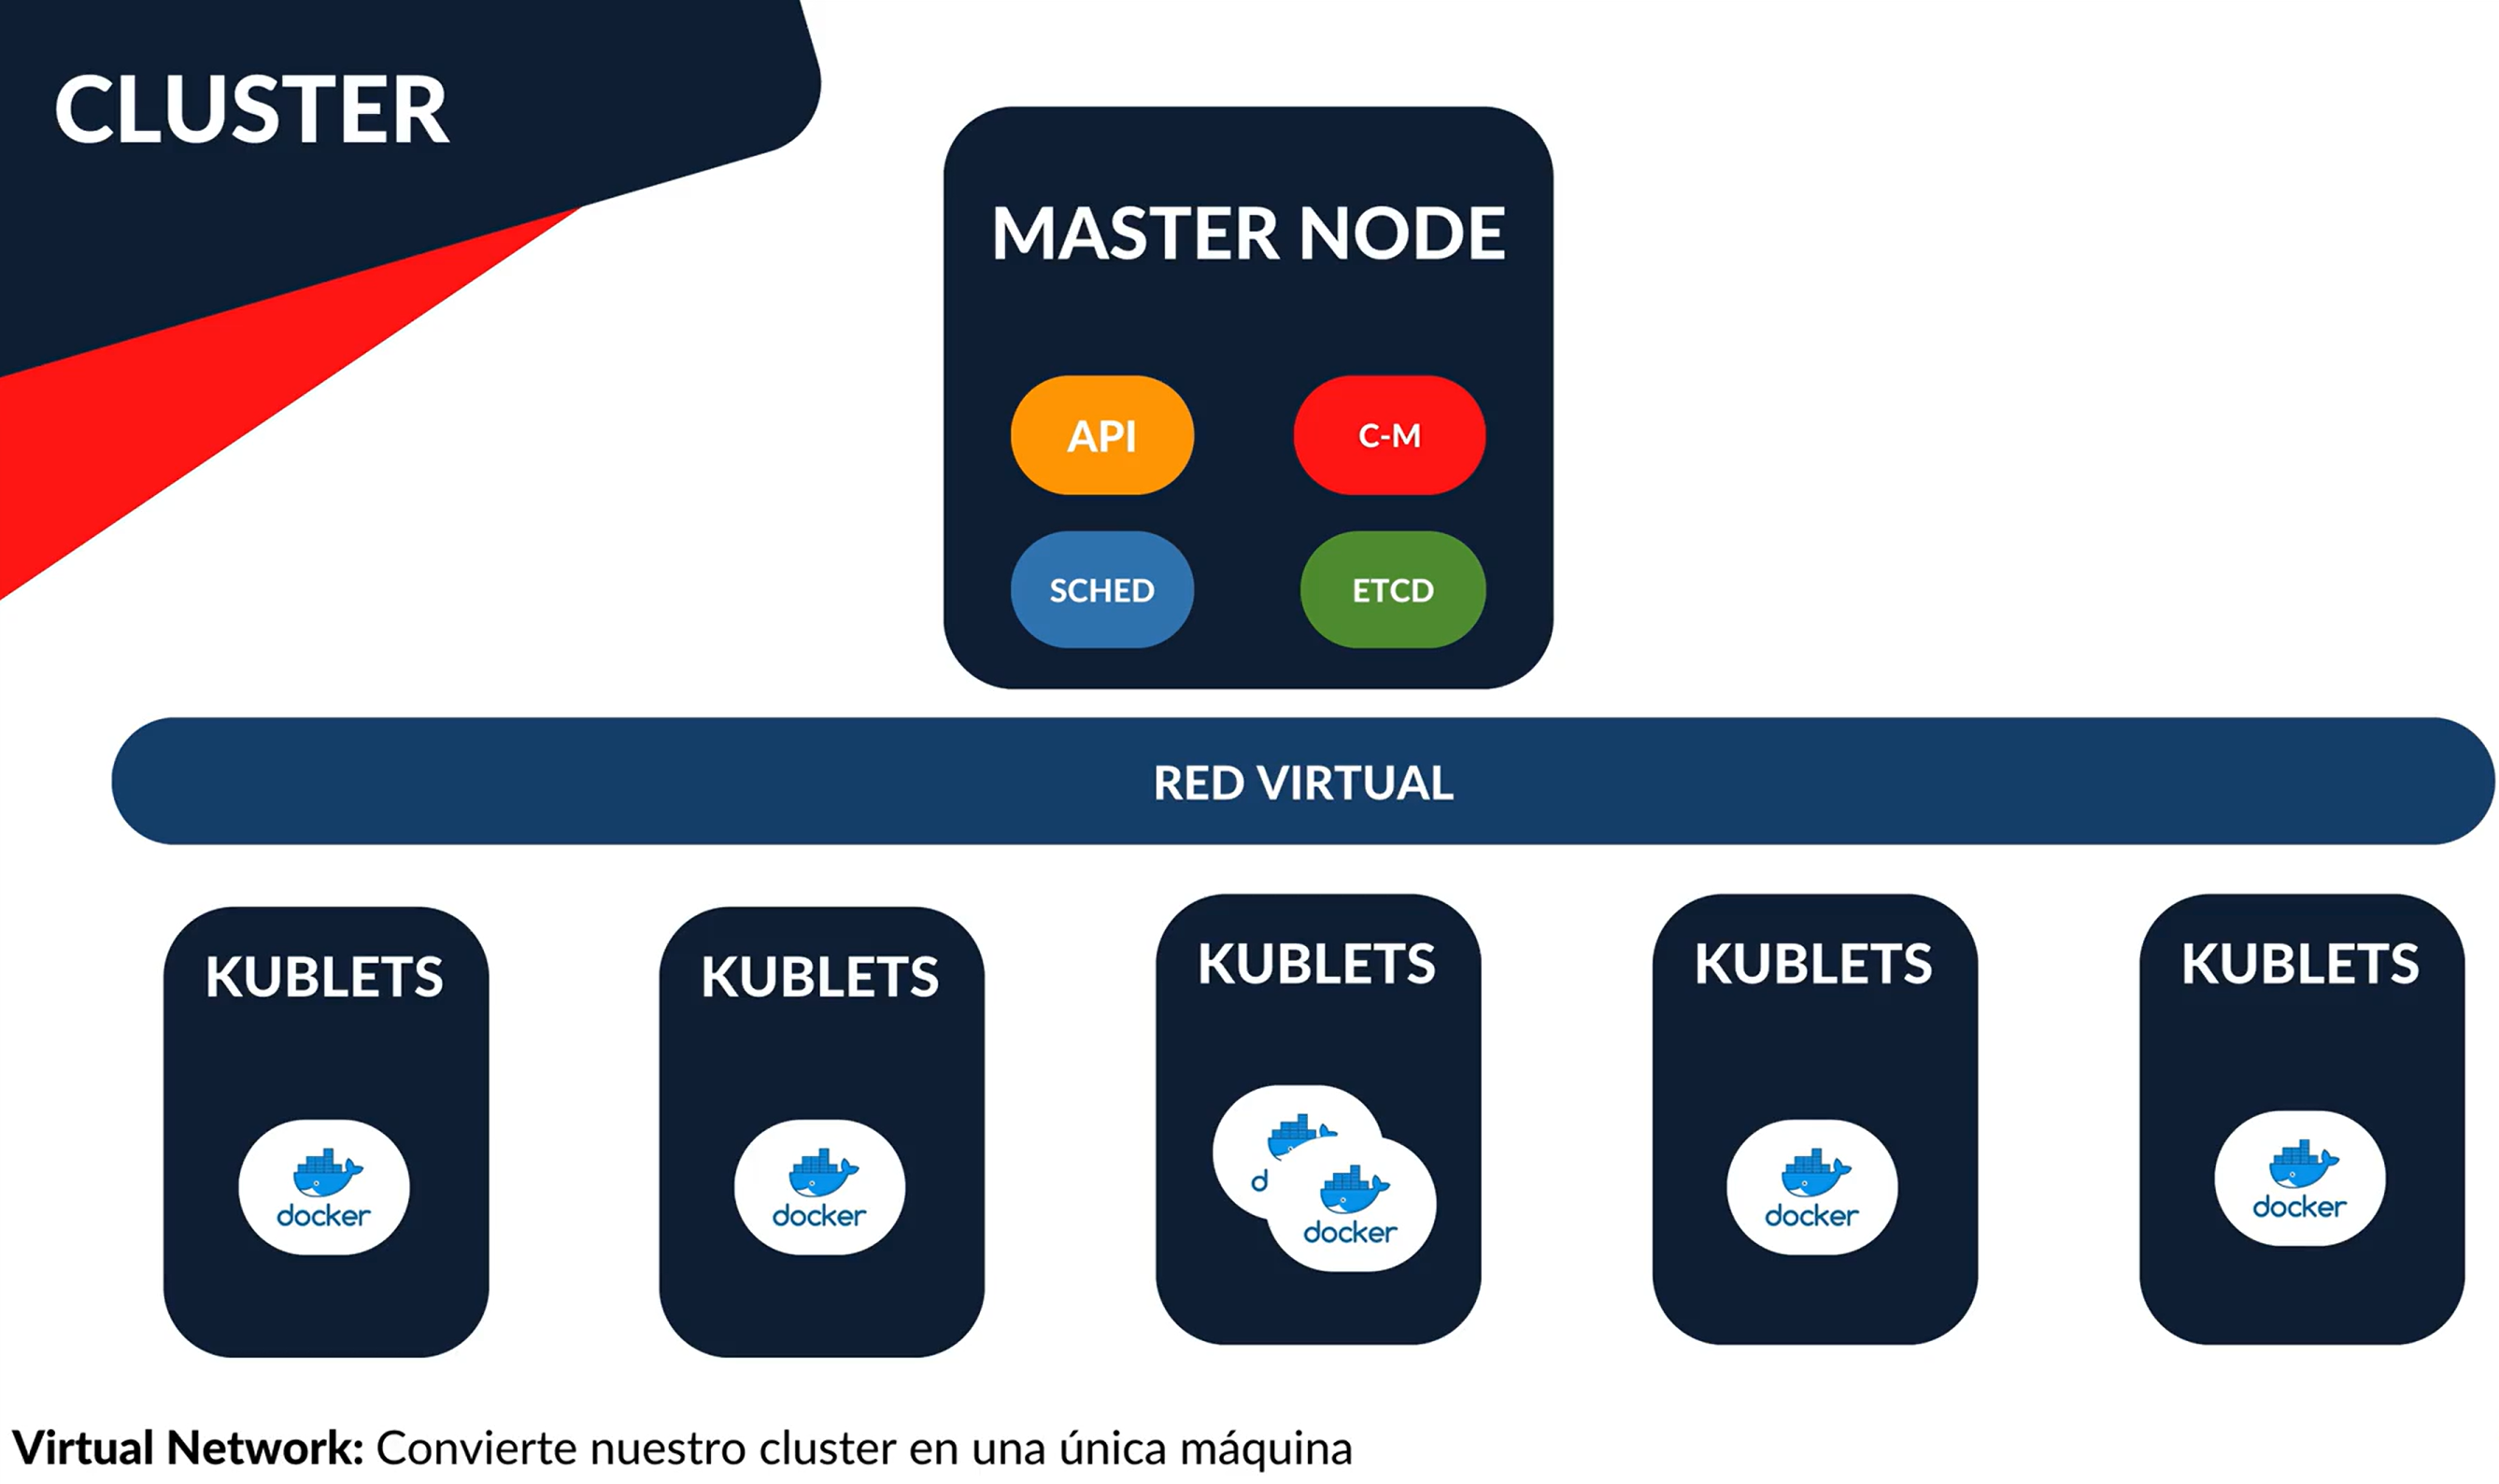 CLUSTER
MASTER NODE
API
C-M
SCHED
ETCD
RED VIRTUAL
KUBLETS
KUBLETS
KUBLETS
KUBLETS
KUBLETS
docker
docker
d
docker
docker
docker
Virtual Network: Convierte nuestro cluster en una única máquina